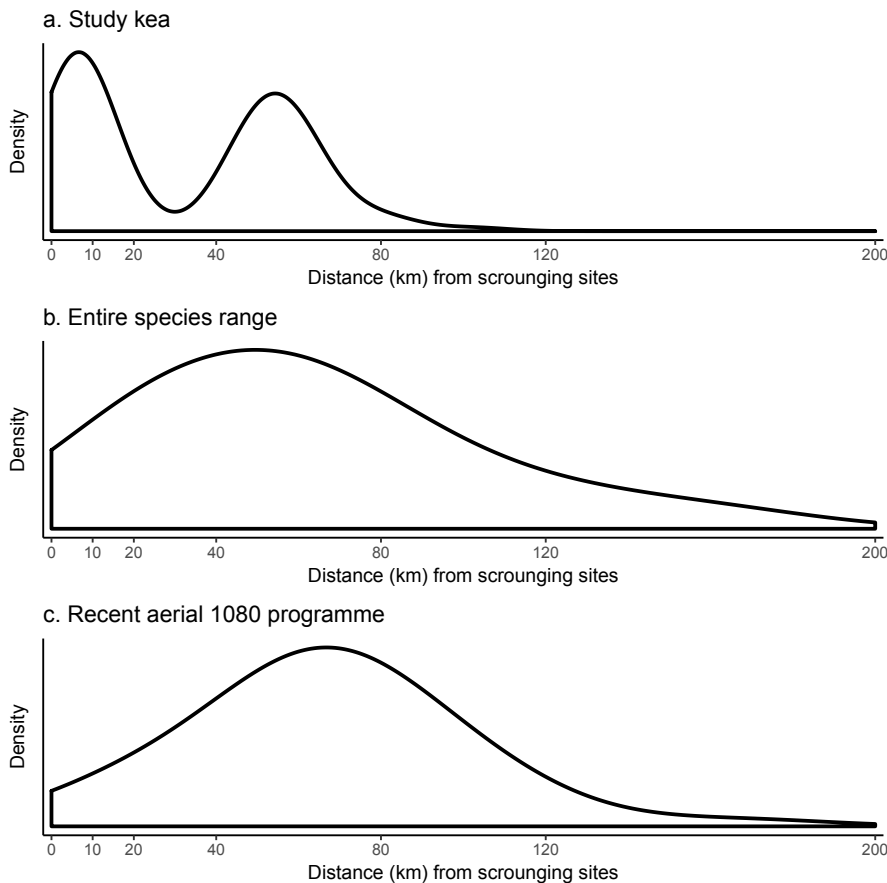 a. Study kea
Density
0 10 20 40 80 120 200
Distance (km) from scrounging sites
b. Entire species range
Density
0 10 20 40 80 120 200
Distance (km) from scrounging sites
c. Recent aerial 1080 programme
Density
0 10 20 40 80 120 200
Distance (km) from scrounging sites